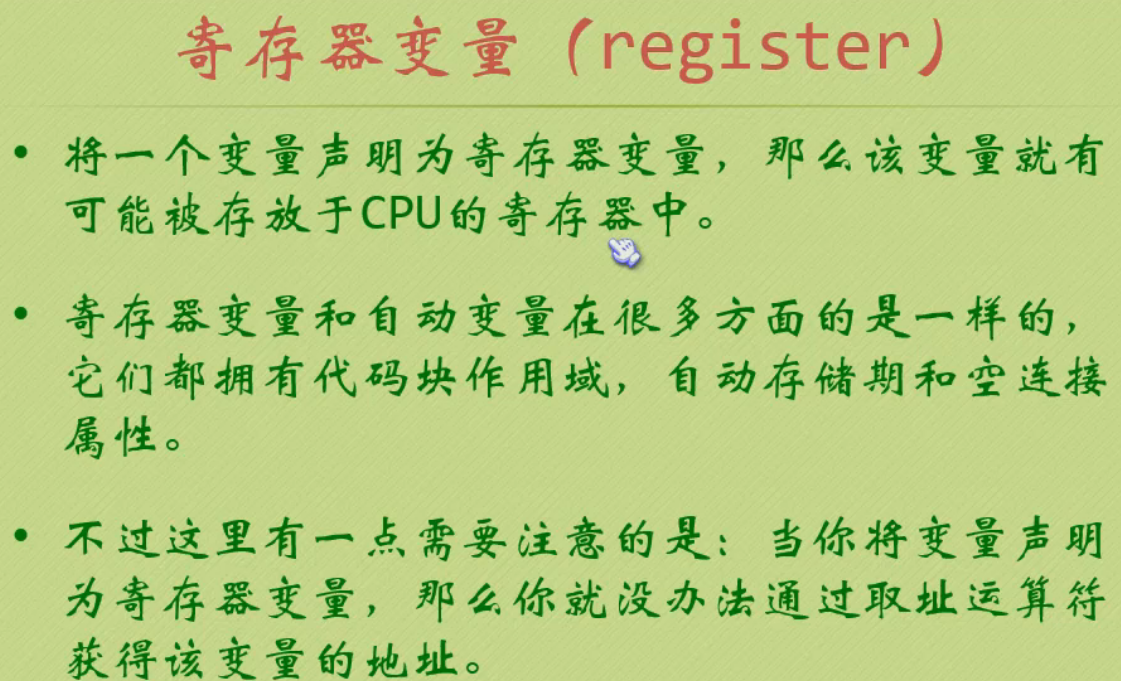 寄存器变量（register）
• 将一个变量声明为寄存器变量，那么该变量就有
可能被存放于CPU的寄存器中。
• 寄存器变量和自动变量在很多方面的是一样的，
它们都拥有代码块作用域，自动存储期和空连接
属性。
• 不过这里有一点需要注意的是：当你将变量声明
为寄存器变量，那么你就没办法通过取址运算符
获得该变量的地址。